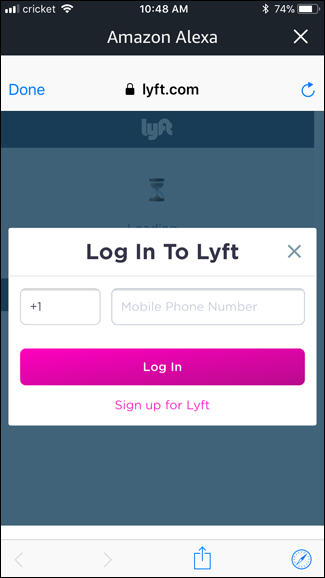 cricket 10:48 AM 74%
Amazon Alexa
Done lyft.com
lyft
Loading
Log In To Lyft
+1 Mobile Phone Number
Log In
Sign up for Lyft